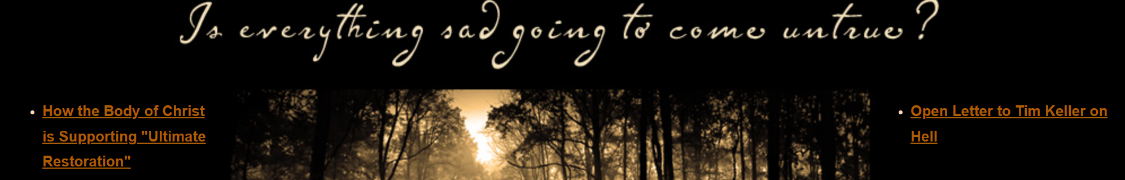 Is everything sad going to come untrue?
How the Body of Christ
is Supporting "Ultimate
Restoration"
Open Letter to Tim Keller on
Hell